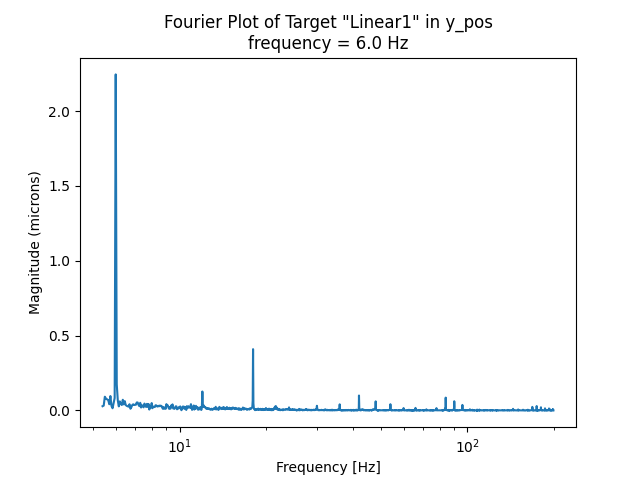 Fourier Plot of Target "Linear1" in y_pos
frequency = 6.0 Hz
Magnitude (microns)
2.0
1.5
1.0
0.5
0.0
10¹
10²
Frequency [Hz]